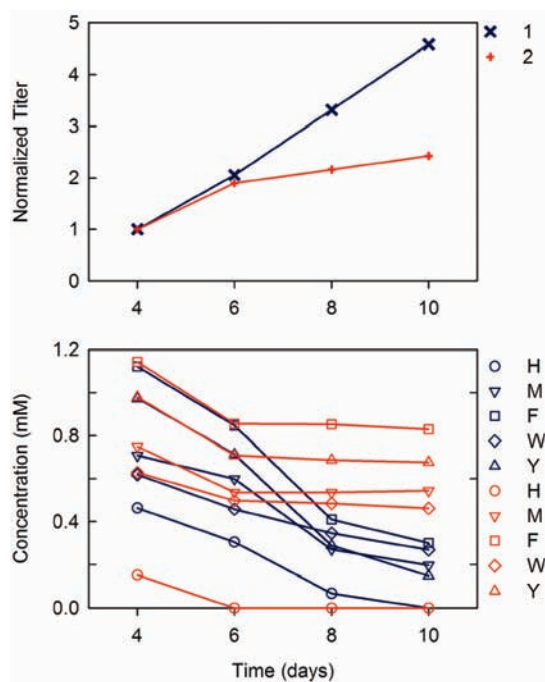 5
4
3
2
1
0
Normalized Titer
4 6 8 10
1
2
1.2
0.8
0.4
0.0
Concentration (mM)
4 6 8 10
Time (days)
H
M
F
W
Y
H
M
F
W
Y